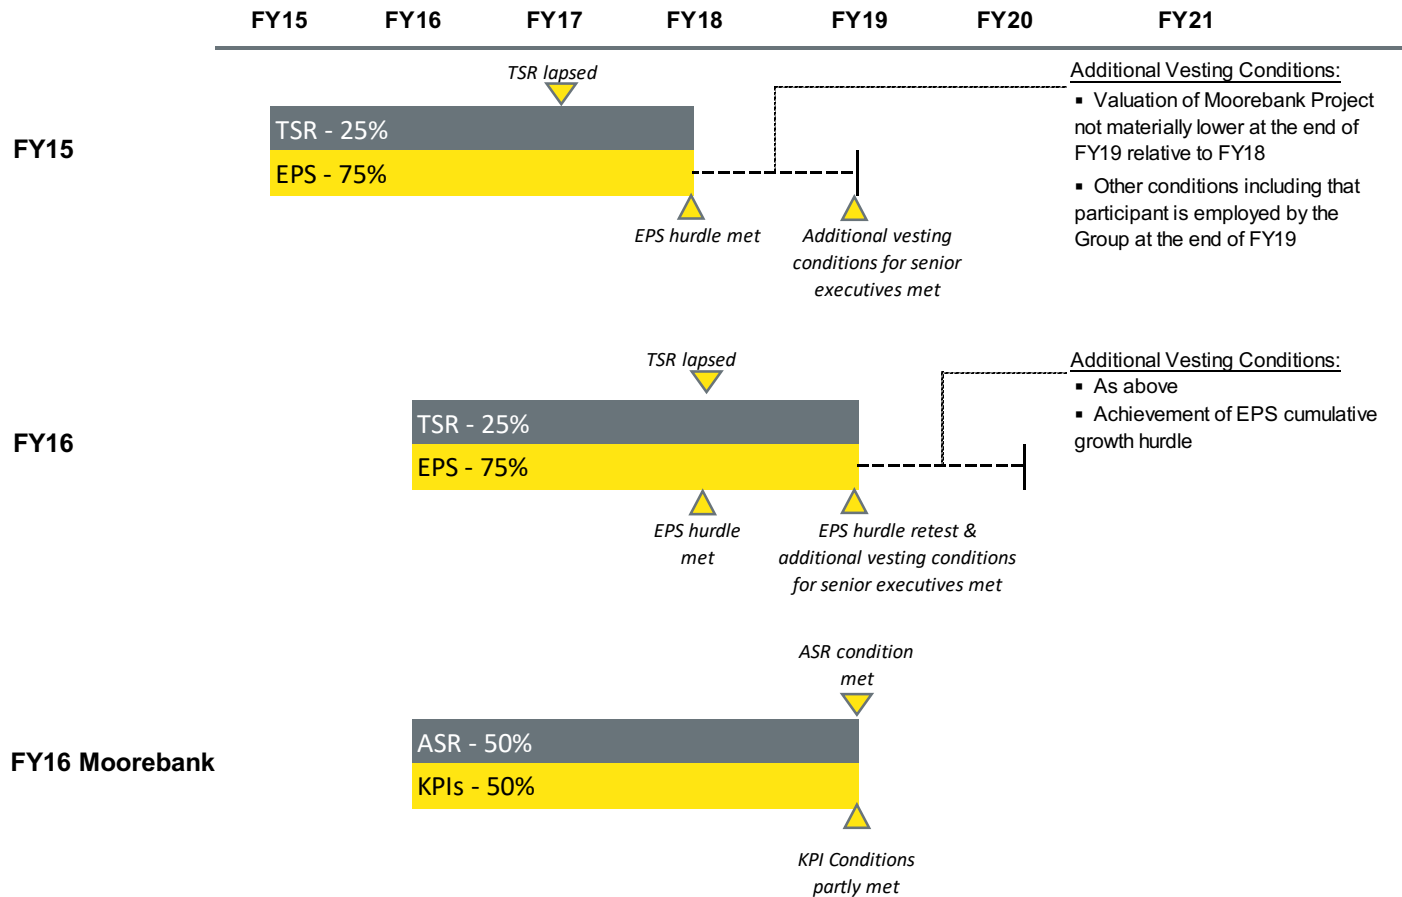 FY15 FY16 FY17 FY18 FY19 FY20 FY21
TSR lapsed
FY15
TSR - 25%
EPS - 75%
EPS hurdle met
Additional vesting
conditions for senior
executives met
Additional Vesting Conditions:
▪ Valuation of Moorebank Project
not materially lower at the end of
FY19 relative to FY18
▪ Other conditions including that
participant is employed by the
Group at the end of FY19
TSR lapsed
FY16
TSR - 25%
EPS - 75%
EPS hurdle
met
EPS hurdle retest &
additional vesting conditions
for senior executives met
Additional Vesting Conditions:
▪ As above
▪ Achievement of EPS cumulative
growth hurdle
ASR condition
met
FY16 Moorebank
ASR - 50%
KPIs - 50%
KPI Conditions
partly met